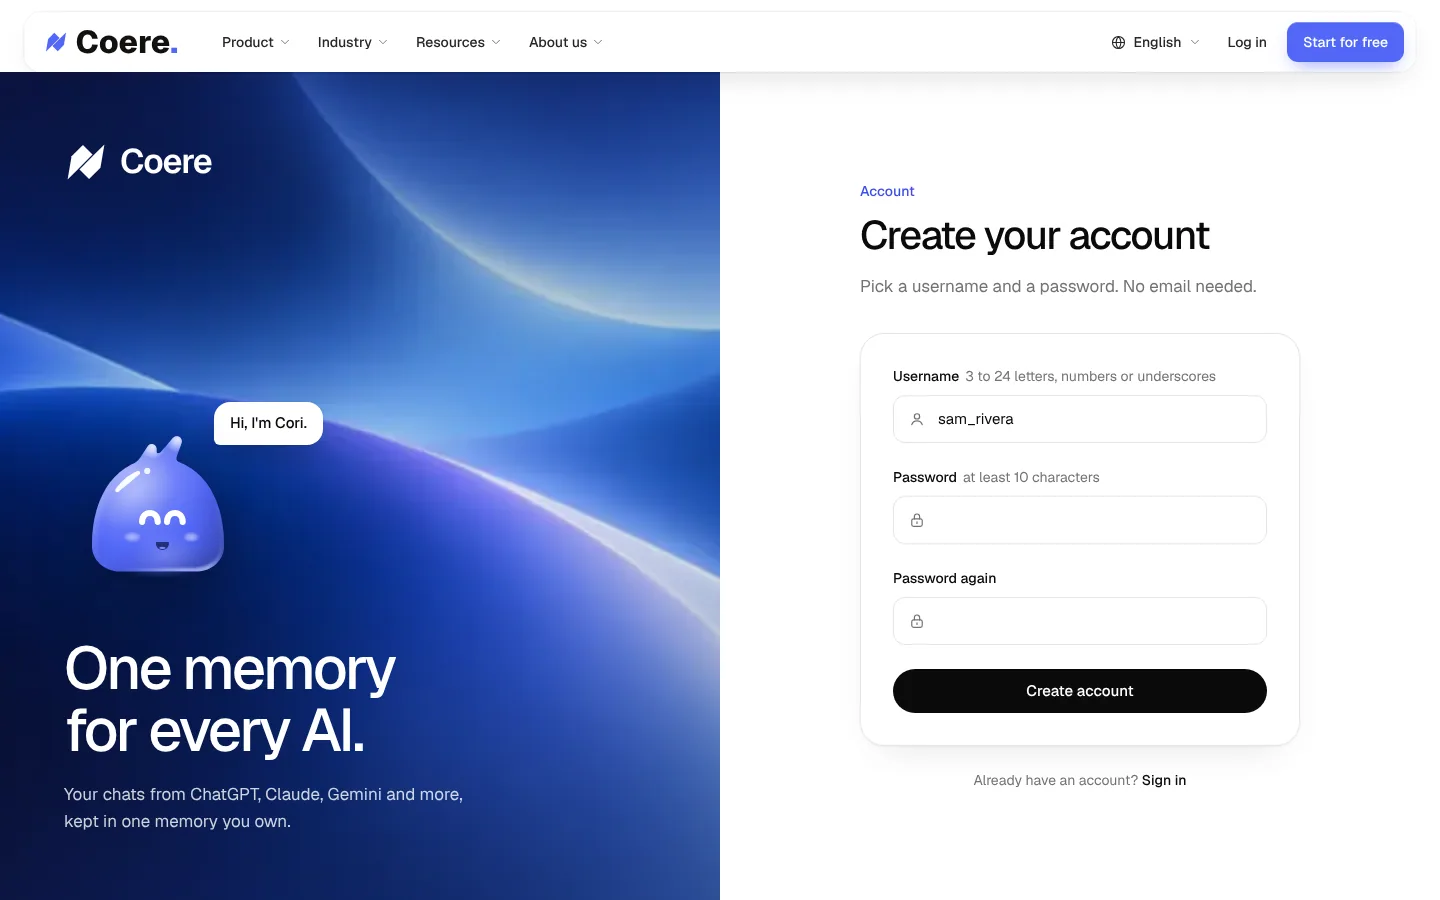 Coere.
Product
Industry
Resources
About us
English
Log in
Start for free
Coere
Hi, I'm Cori.
One memory
for every AI.
Your chats from ChatGPT, Claude, Gemini and more,
kept in one memory you own.
Account
Create your account
Pick a username and a password. No email needed.
Username 3 to 24 letters, numbers or underscores
sam_rivera
Password at least 10 characters
Password again
Create account
Already have an account? Sign in